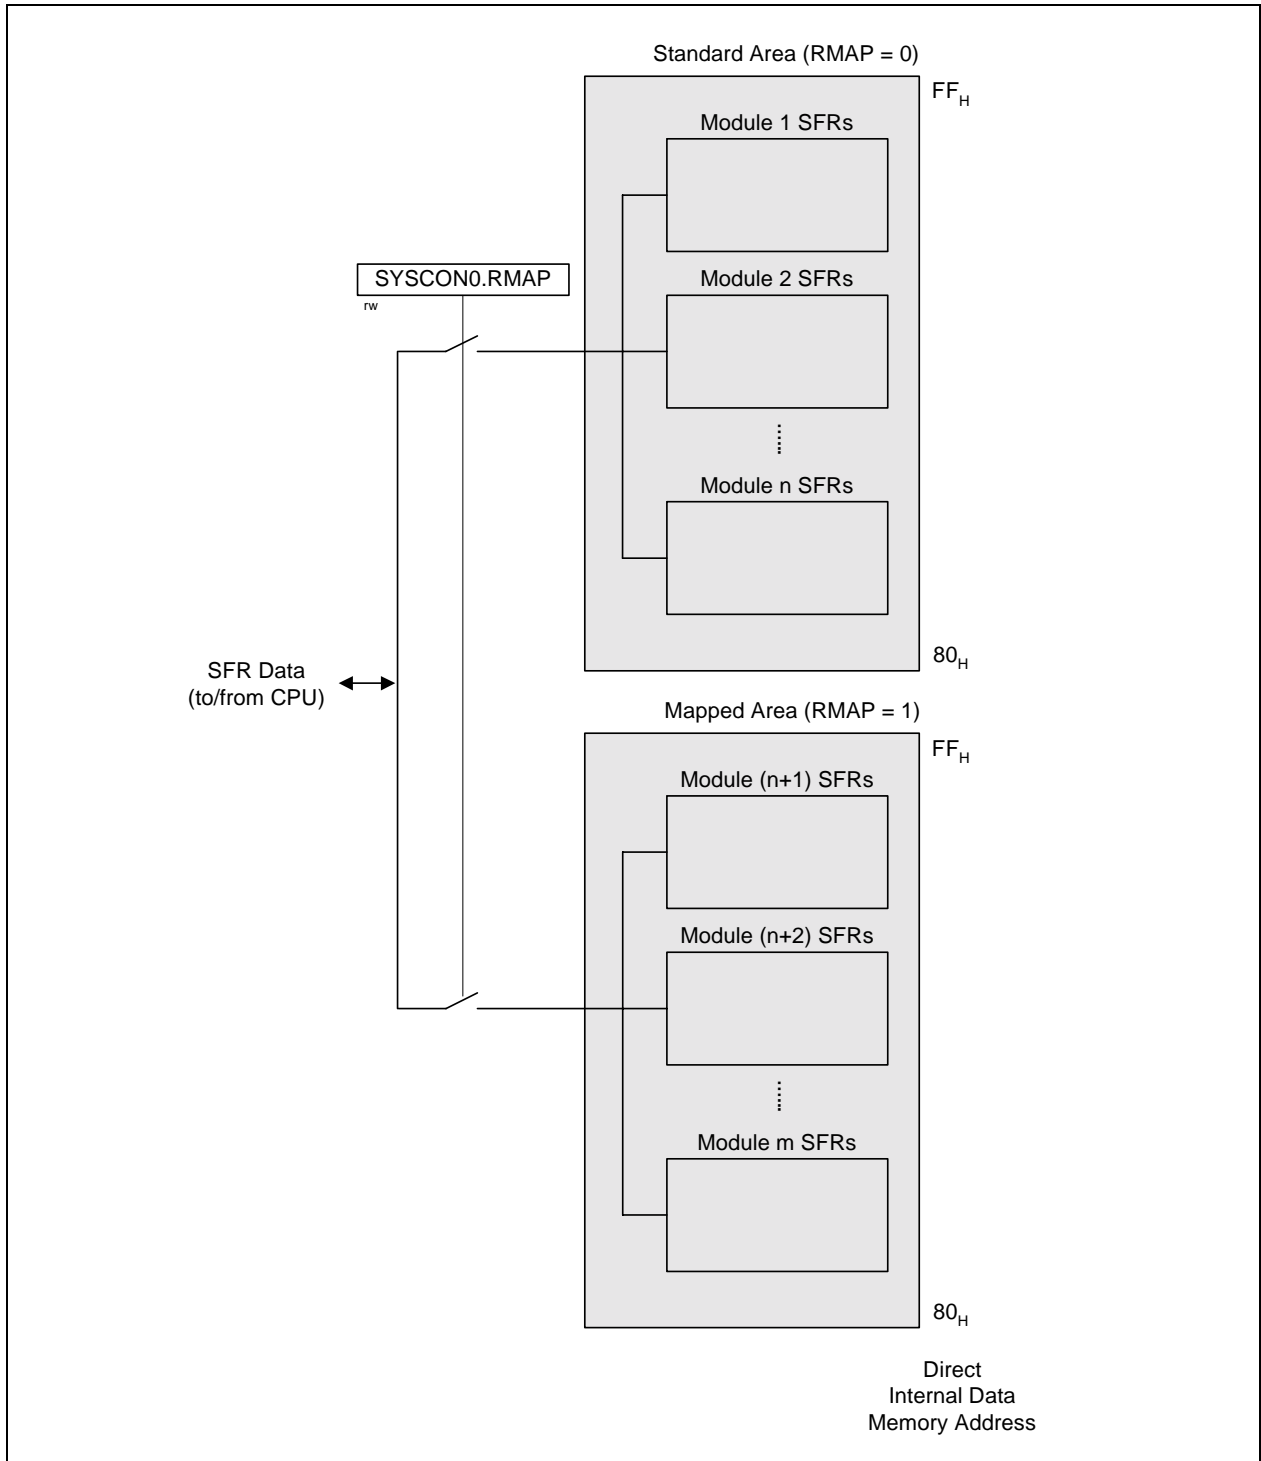 Standard Area (RMAP = 0)
FFH
Module 1 SFRs
SYSCON0.RMAP
rw
Module 2 SFRs
Module n SFRs
80H
SFR Data
(to/from CPU)
Mapped Area (RMAP = 1)
FFH
Module (n+1) SFRs
Module (n+2) SFRs
Module m SFRs
80H
Direct
Internal Data
Memory Address